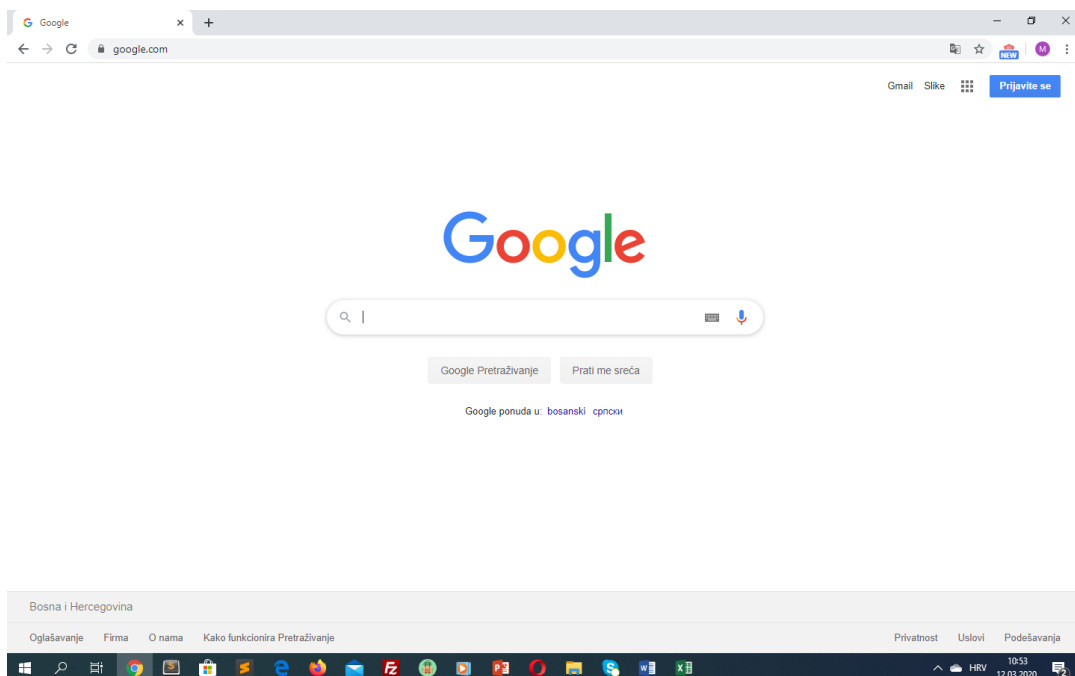 Google
google.com
NEW
M
Gmail Slike Prijavite se
Google
Google Pretraživanje Prati me sreća
Google ponuda u: bosanski српски
Bosna i Hercegovina
Oglašavanje Firma O nama Kako funkcionira Pretraživanje Privatnost Uslovi Podešavanja
HRV 10:53
12.03.2020 2